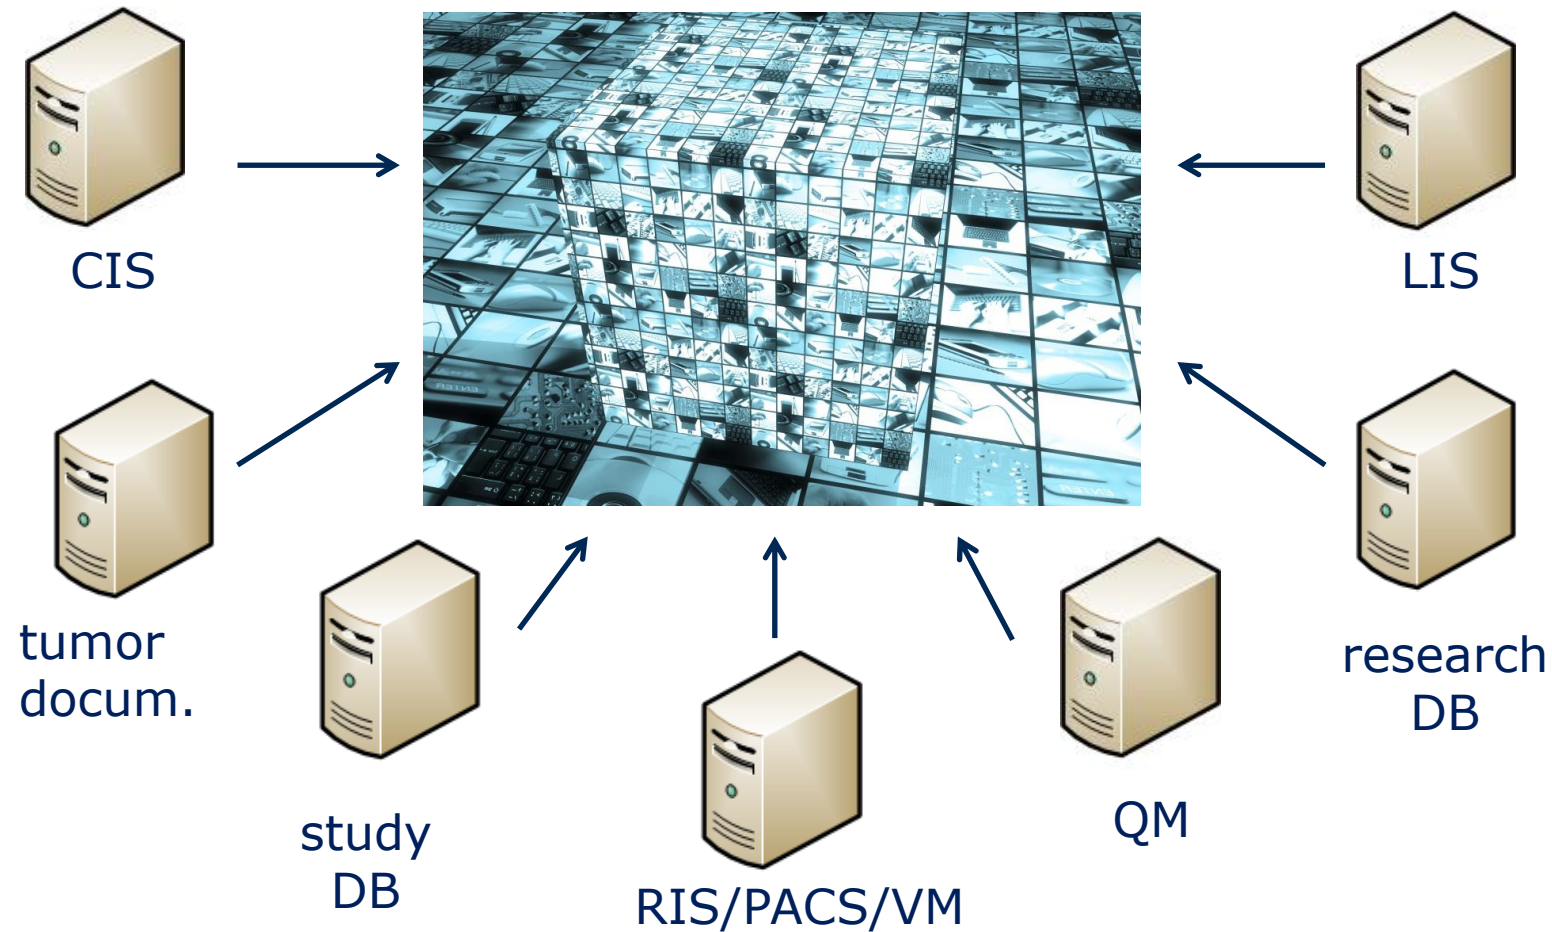 CIS
LIS
tumor
docum.
research
DB
study
DB
QM
RIS/PACS/VM